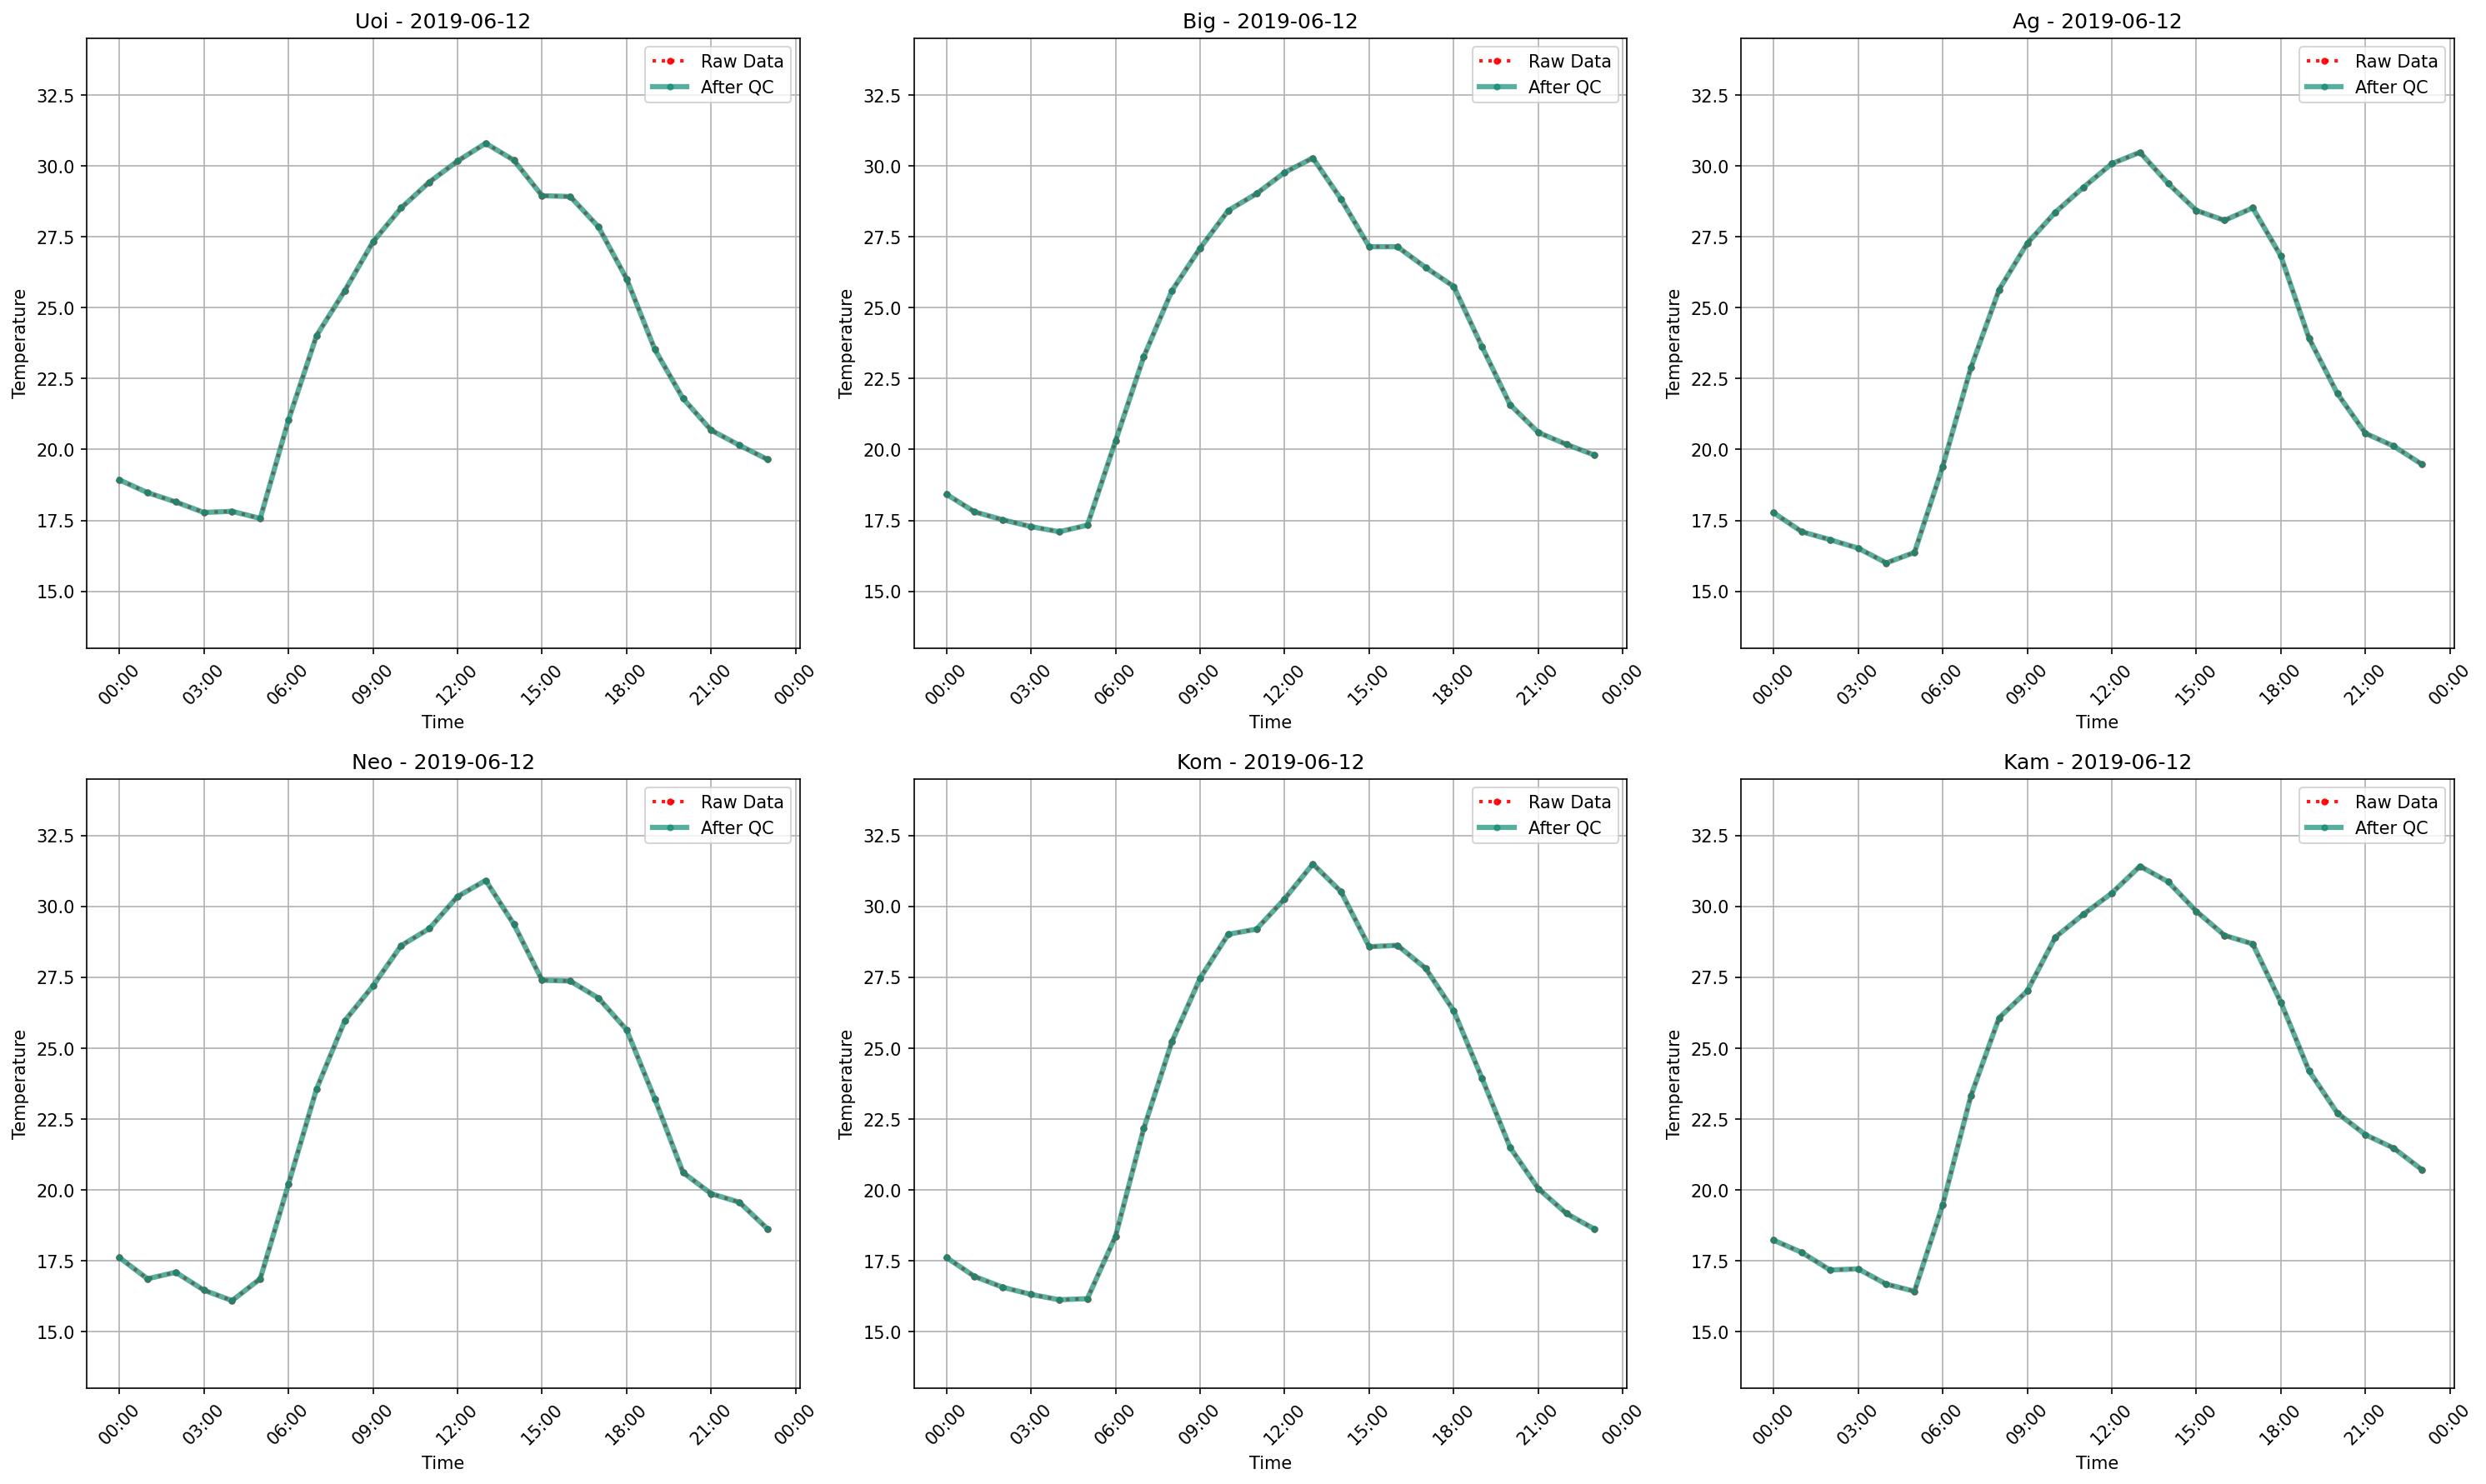 Uoi - 2019-06-12
Raw Data
After QC
32.5
30.0
27.5
25.0
22.5
20.0
17.5
15.0
Temperature
00:00 03:00 06:00 09:00 12:00 15:00 18:00 21:00 00:00
Time
Big - 2019-06-12
Raw Data
After QC
32.5
30.0
27.5
25.0
22.5
20.0
17.5
15.0
Temperature
00:00 03:00 06:00 09:00 12:00 15:00 18:00 21:00 00:00
Time
Ag - 2019-06-12
Raw Data
After QC
32.5
30.0
27.5
25.0
22.5
20.0
17.5
15.0
Temperature
00:00 03:00 06:00 09:00 12:00 15:00 18:00 21:00 00:00
Time
Neo - 2019-06-12
Raw Data
After QC
32.5
30.0
27.5
25.0
22.5
20.0
17.5
15.0
Temperature
00:00 03:00 06:00 09:00 12:00 15:00 18:00 21:00 00:00
Time
Kom - 2019-06-12
Raw Data
After QC
32.5
30.0
27.5
25.0
22.5
20.0
17.5
15.0
Temperature
00:00 03:00 06:00 09:00 12:00 15:00 18:00 21:00 00:00
Time
Kam - 2019-06-12
Raw Data
After QC
32.5
30.0
27.5
25.0
22.5
20.0
17.5
15.0
Temperature
00:00 03:00 06:00 09:00 12:00 15:00 18:00 21:00 00:00
Time